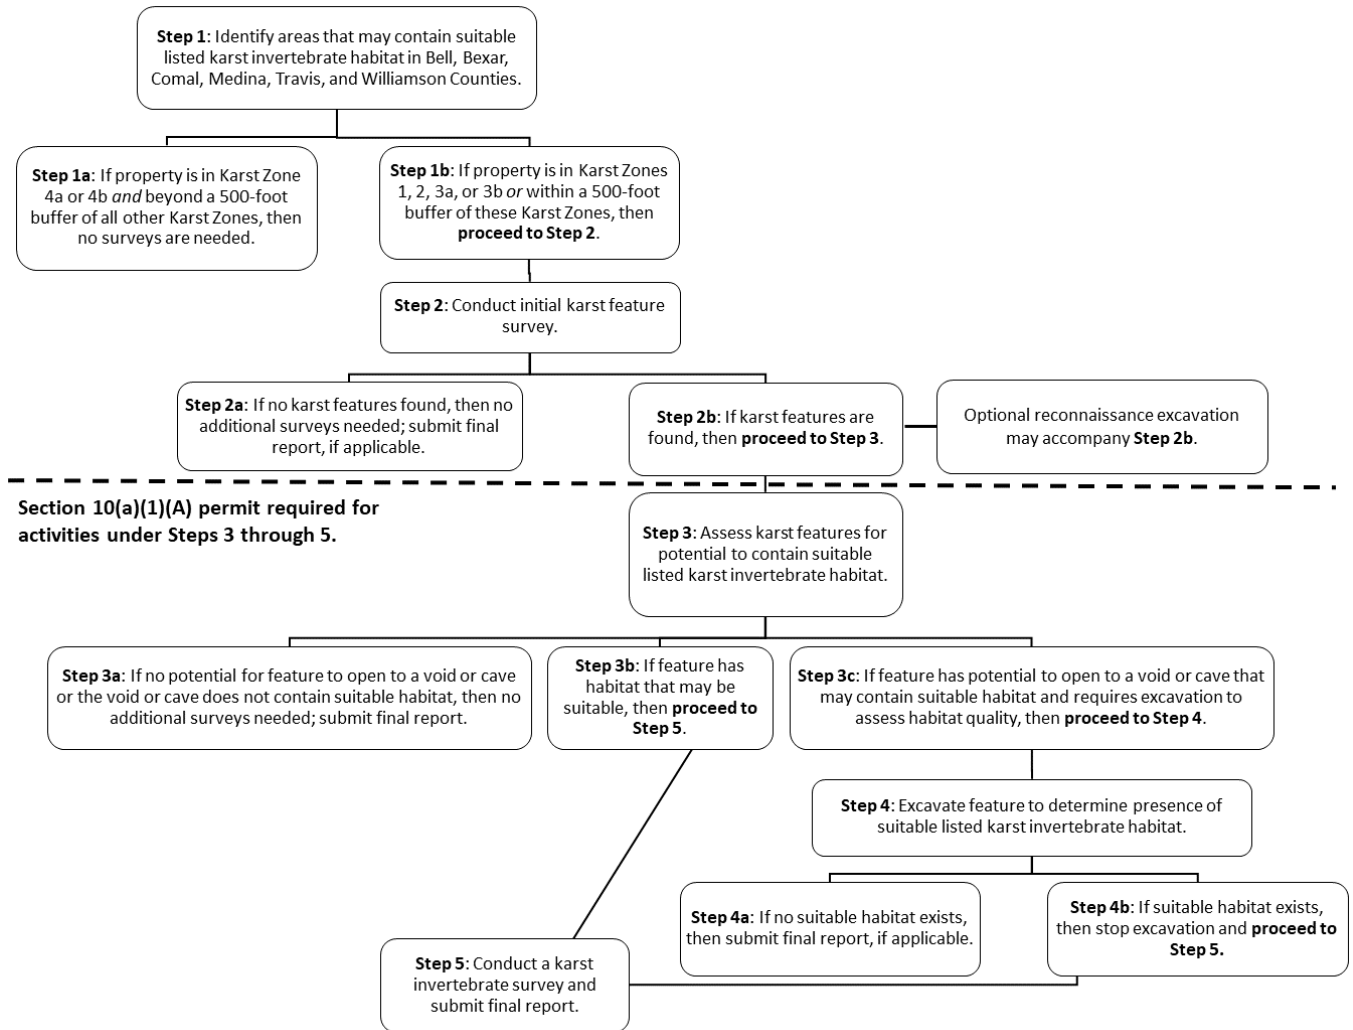 Step 1: Identify areas that may contain suitable
listed karst invertebrate habitat in Bell, Bexar,
Comal, Medina, Travis, and Williamson Counties.
Step 1a: If property is in Karst Zone
4a or 4b and beyond a 500-foot
buffer of all other Karst Zones, then
no surveys are needed.
Step 1b: If property is in Karst Zones
1, 2, 3a, or 3b or within a 500-foot
buffer of these Karst Zones, then
proceed to Step 2.
Step 2: Conduct initial karst feature
survey.
Step 2a: If no karst features found, then no
additional surveys needed; submit final
report, if applicable.
Step 2b: If karst features are
found, then proceed to Step 3.
Optional reconnaissance excavation
may accompany Step 2b.
Section 10(a)(1)(A) permit required for
activities under Steps 3 through 5.
Step 3: Assess karst features for
potential to contain suitable
listed karst invertebrate habitat.
Step 3a: If no potential for feature to open to a void or cave
or the void or cave does not contain suitable habitat, then no
additional surveys needed; submit final report.
Step 3b: If feature has
habitat that may be
suitable, then proceed to
Step 5.
Step 3c: If feature has potential to open to a void or cave that
may contain suitable habitat and requires excavation to
assess habitat quality, then proceed to Step 4.
Step 4: Excavate feature to determine presence of
suitable listed karst invertebrate habitat.
Step 4a: If no suitable habitat exists,
then submit final report, if applicable.
Step 4b: If suitable habitat exists,
then stop excavation and proceed to
Step 5.
Step 5: Conduct a karst
invertebrate survey and
submit final report.